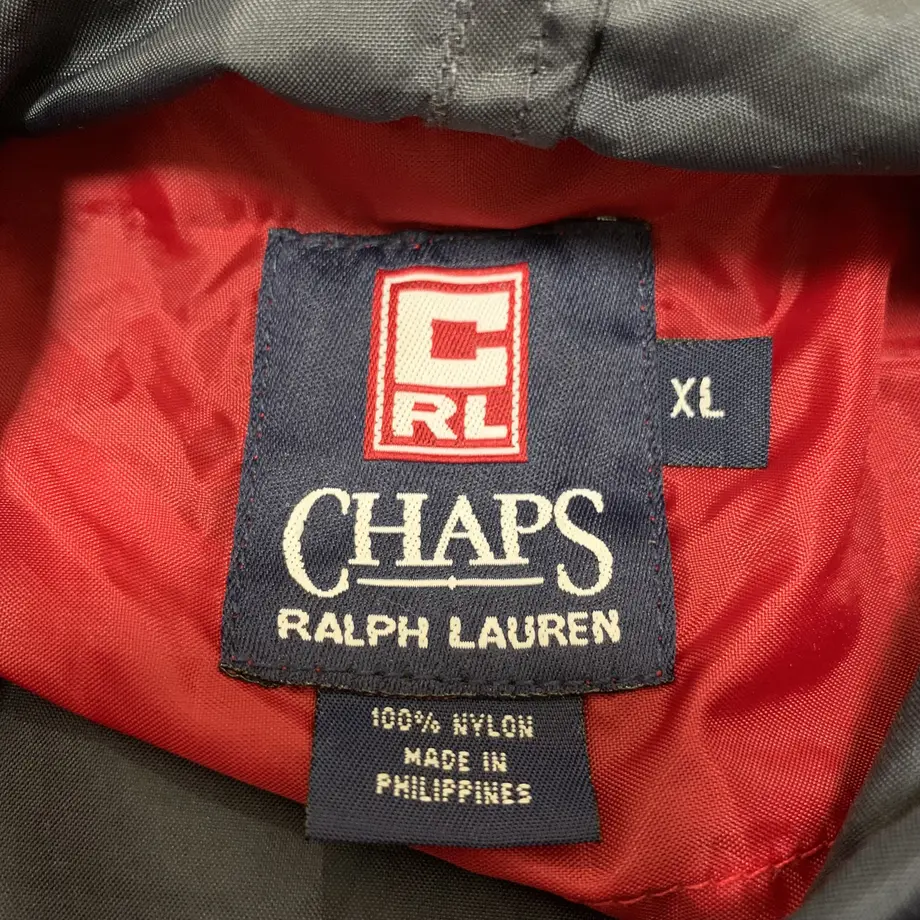 C
RL
XL
CHAPS
RALPH LAUREN
100% NYLON
MADE IN
PHILIPPINES